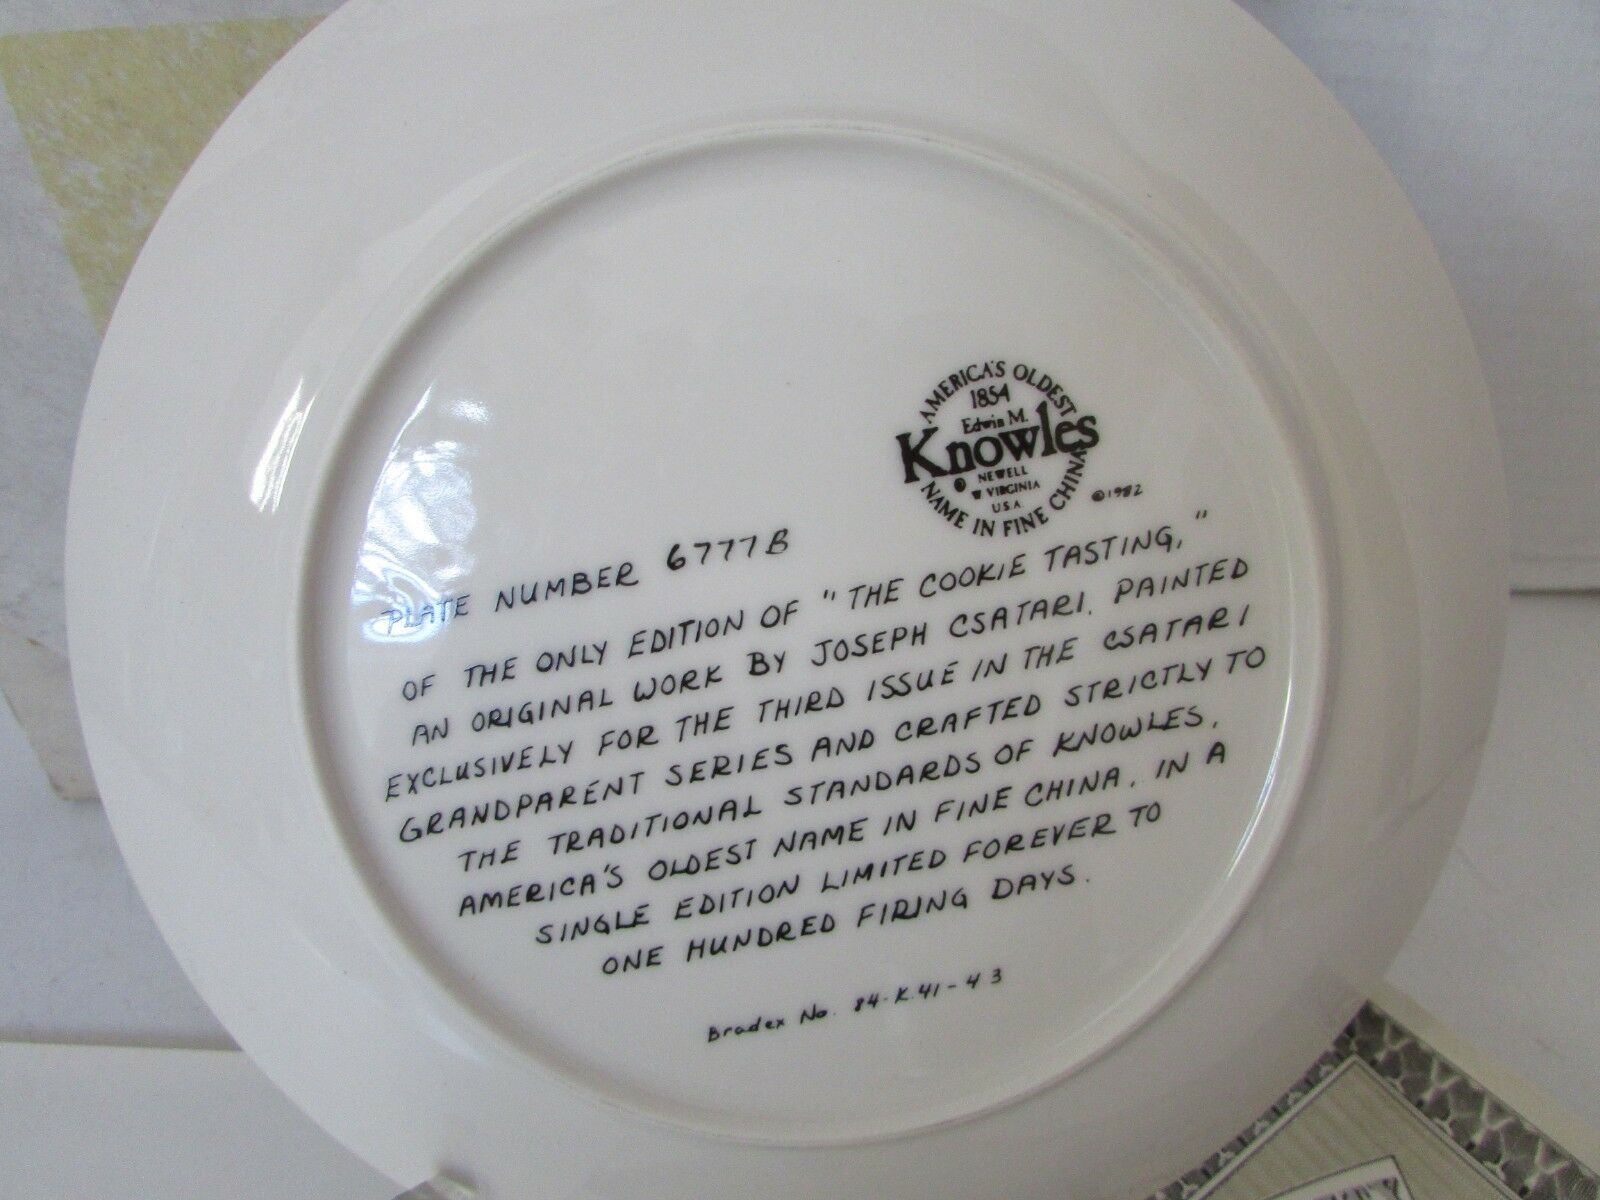 AMERICA'S OLDEST
1854
Edwin M.
Knowles
® NEWELL
W VIRGINIA
U.S.A.
NAME IN FINE CHINA
©1982
PLATE NUMBER 6777B
OF THE ONLY EDITION OF "THE COOKIE TASTING,"
AN ORIGINAL WORK BY JOSEPH CSATARI. PAINTED
EXCLUSIVELY FOR THE THIRD ISSUE IN THE CSATARI
GRANDPARENT SERIES AND CRAFTED STRICTLY TO
THE TRADITIONAL STANDARDS OF KNOWLES,
AMERICA'S OLDEST NAME IN FINE CHINA, IN A
SINGLE EDITION LIMITED FOREVER TO
ONE HUNDRED FIRING DAYS.
Bradex No. 84-K41-4 3